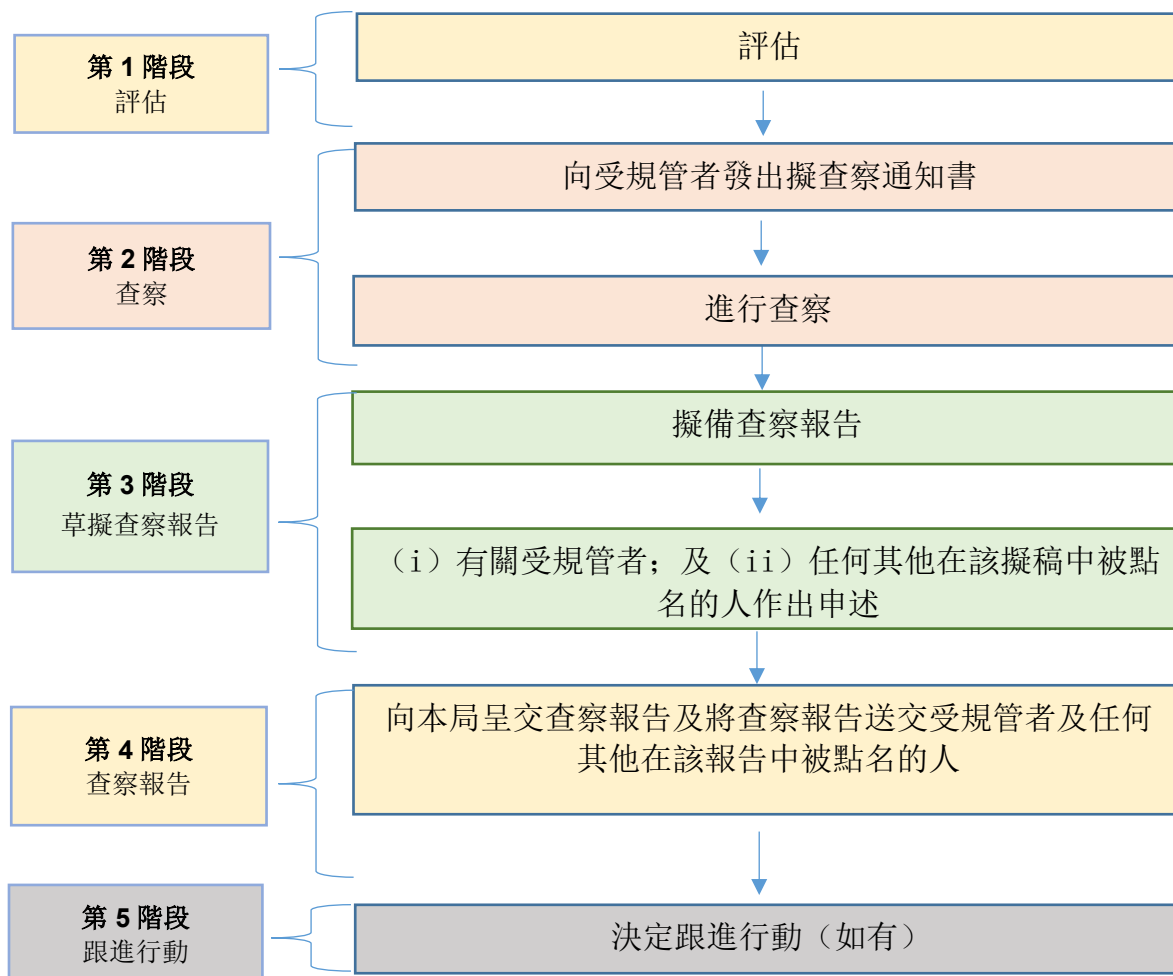 第 1 階段
評估
評估
第 2 階段
查察
向受規管者發出擬查察通知書
進行查察
第 3 階段
草擬查察報告
擬備查察報告
（i）有關受規管者；及（ii）任何其他在該擬稿中被點
名的人作出申述
第 4 階段
查察報告
向本局呈交查察報告及將查察報告送交受規管者及任何
其他在該報告中被點名的人
第 5 階段
跟進行動
決定跟進行動（如有）